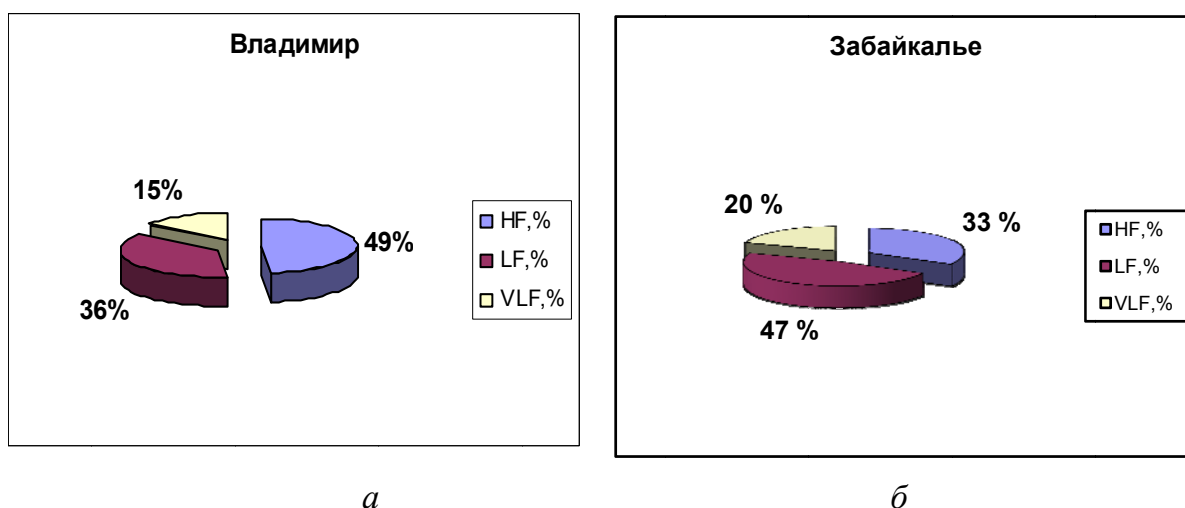 Владимир
15%
49%
36%
HF,%
LF,%
VLF,%
Забайкалье
20 %
33 %
47 %
HF,%
LF,%
VLF,%
а
б